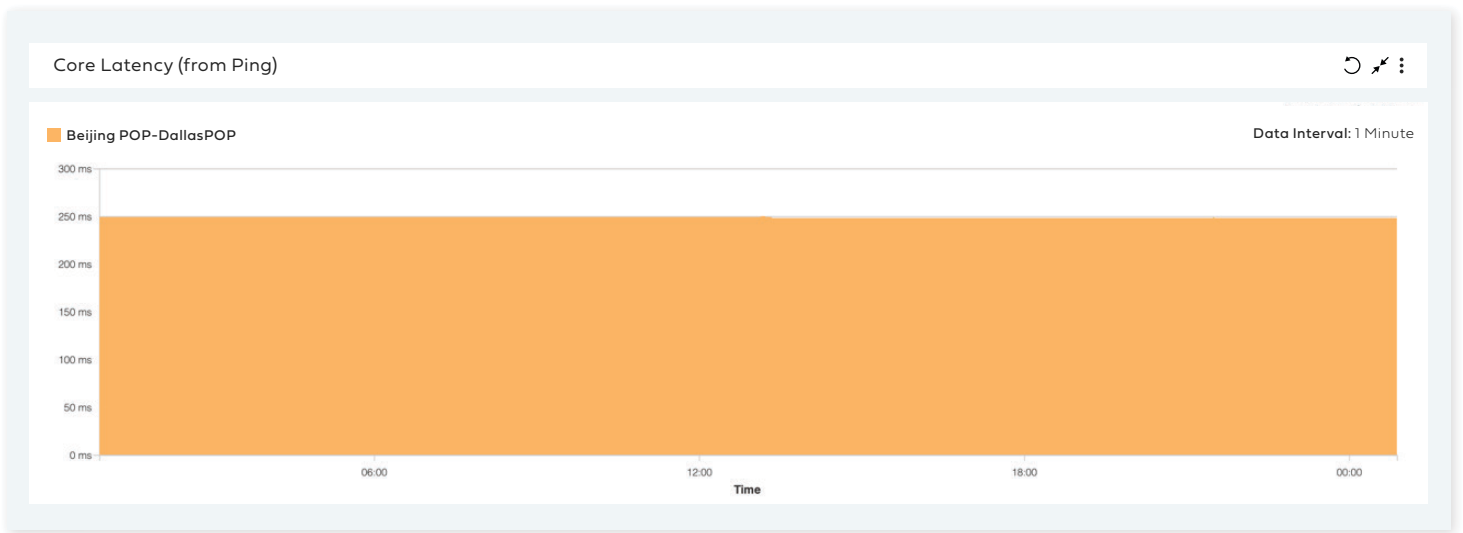 Core Latency (from Ping)
Beijing POP-DallasPOP
Data Interval: 1 Minute
300 ms
250 ms
200 ms
150 ms
100 ms
50 ms
0 ms
06:00 12:00 18:00 00:00
Time